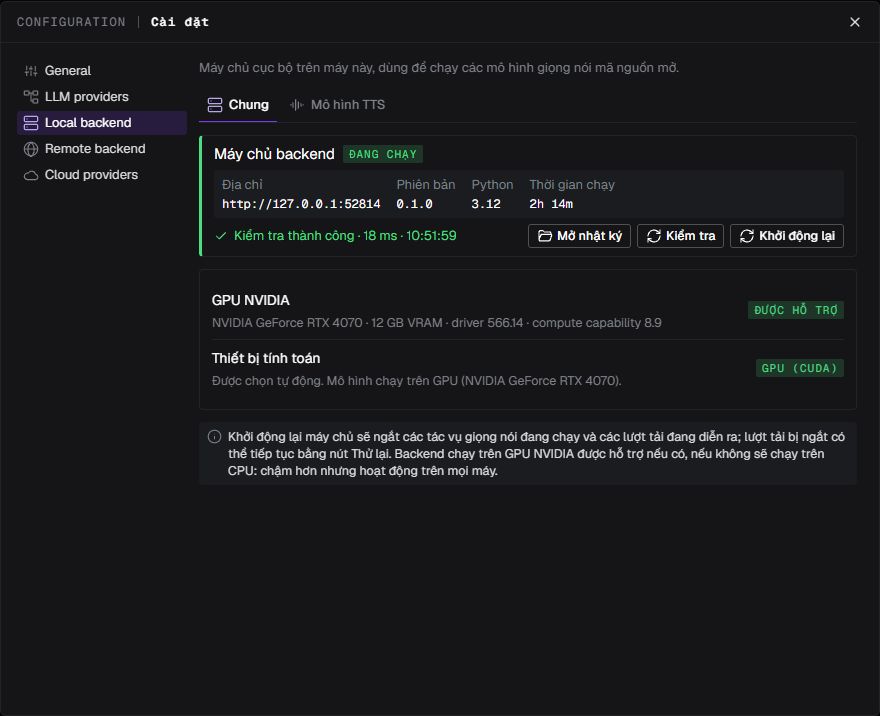 CONFIGURATION | Cài đặt
General
LLM providers
Local backend
Remote backend
Cloud providers
Máy chủ cục bộ trên máy này, dùng để chạy các mô hình giọng nói mã nguồn mở.
Chung Mô hình TTS
Máy chủ backend ĐANG CHẠY
Địa chỉ Phiên bản Python Thời gian chạy
http://127.0.0.1:52814 0.1.0 3.12 2h 14m
Kiểm tra thành công · 18 ms · 10:51:59 Mở nhật ký Kiểm tra Khởi động lại
GPU NVIDIA
NVIDIA GeForce RTX 4070 · 12 GB VRAM · driver 566.14 · compute capability 8.9
ĐƯỢC HỖ TRỢ
Thiết bị tính toán
Được chọn tự động. Mô hình chạy trên GPU (NVIDIA GeForce RTX 4070).
GPU (CUDA)
Khởi động lại máy chủ sẽ ngắt các tác vụ giọng nói đang chạy và các lượt tải đang diễn ra; lượt tải bị ngắt có
thể tiếp tục bằng nút Thử lại. Backend chạy trên GPU NVIDIA được hỗ trợ nếu có, nếu không sẽ chạy trên
CPU: chậm hơn nhưng hoạt động trên mọi máy.